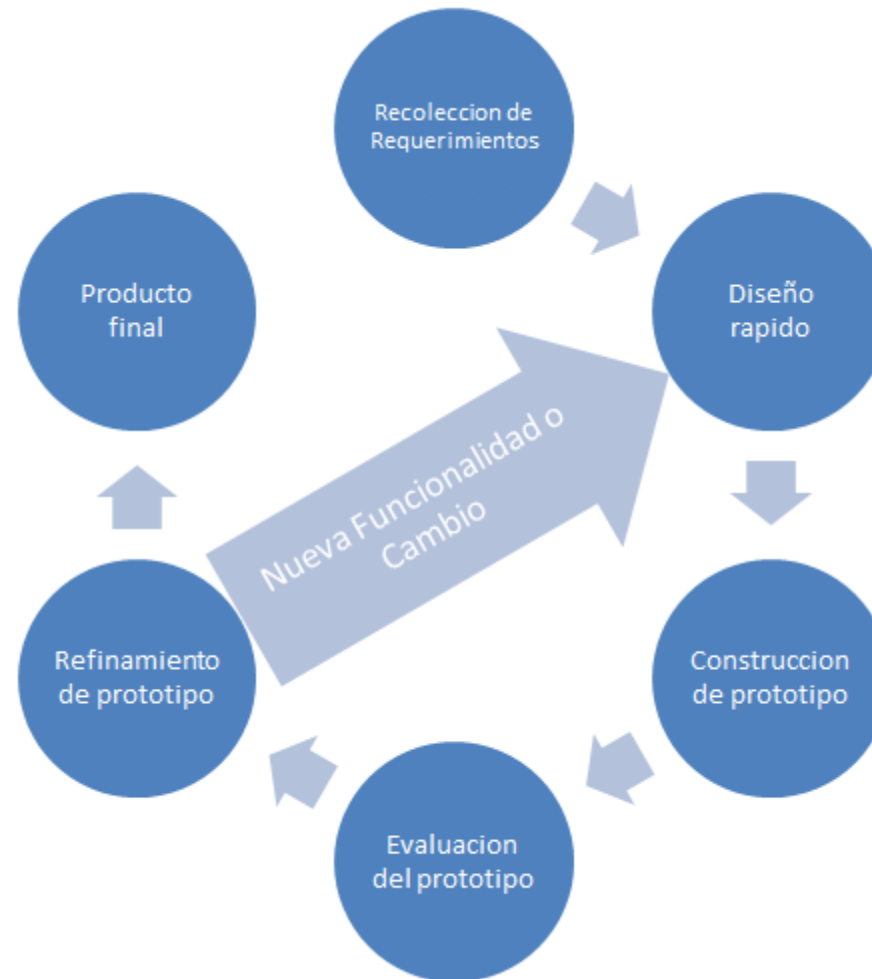 Recoleccion de
Requerimientos
Diseño
rapido
Construccion
de prototipo
Evaluacion
del prototipo
Refinamiento
de prototipo
Producto
final
Nueva Funcionalidad o
Cambio